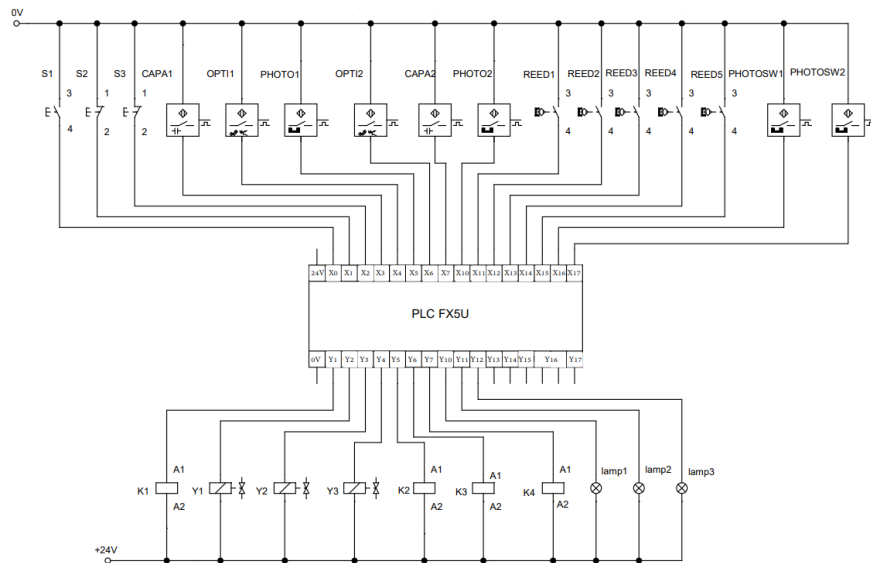 0V
S1 S2 S3 CAPA1 OPTI1 PHOTO1 OPTI2 CAPA2 PHOTO2 REED1 REED2 REED3 REED4 REED5 PHOTOSW1 PHOTOSW2
3 1 1 3 3 3 3 3
4 2 2 4 4 4 4 4
24V X0 X1 X2 X3 X4 X5 X6 X7 X10 X11 X12 X13 X14 X15 X16 X17
PLC FX5U
0V Y1 Y2 Y3 Y4 Y5 Y6 Y7 Y10 Y11 Y12 Y13 Y14 Y15 Y16 Y17
A1 A1 A1 A1 lamp1 lamp2 lamp3
K1 Y1 Y2 Y3 K2 K3 K4
A2 A2 A2 A2
+24V